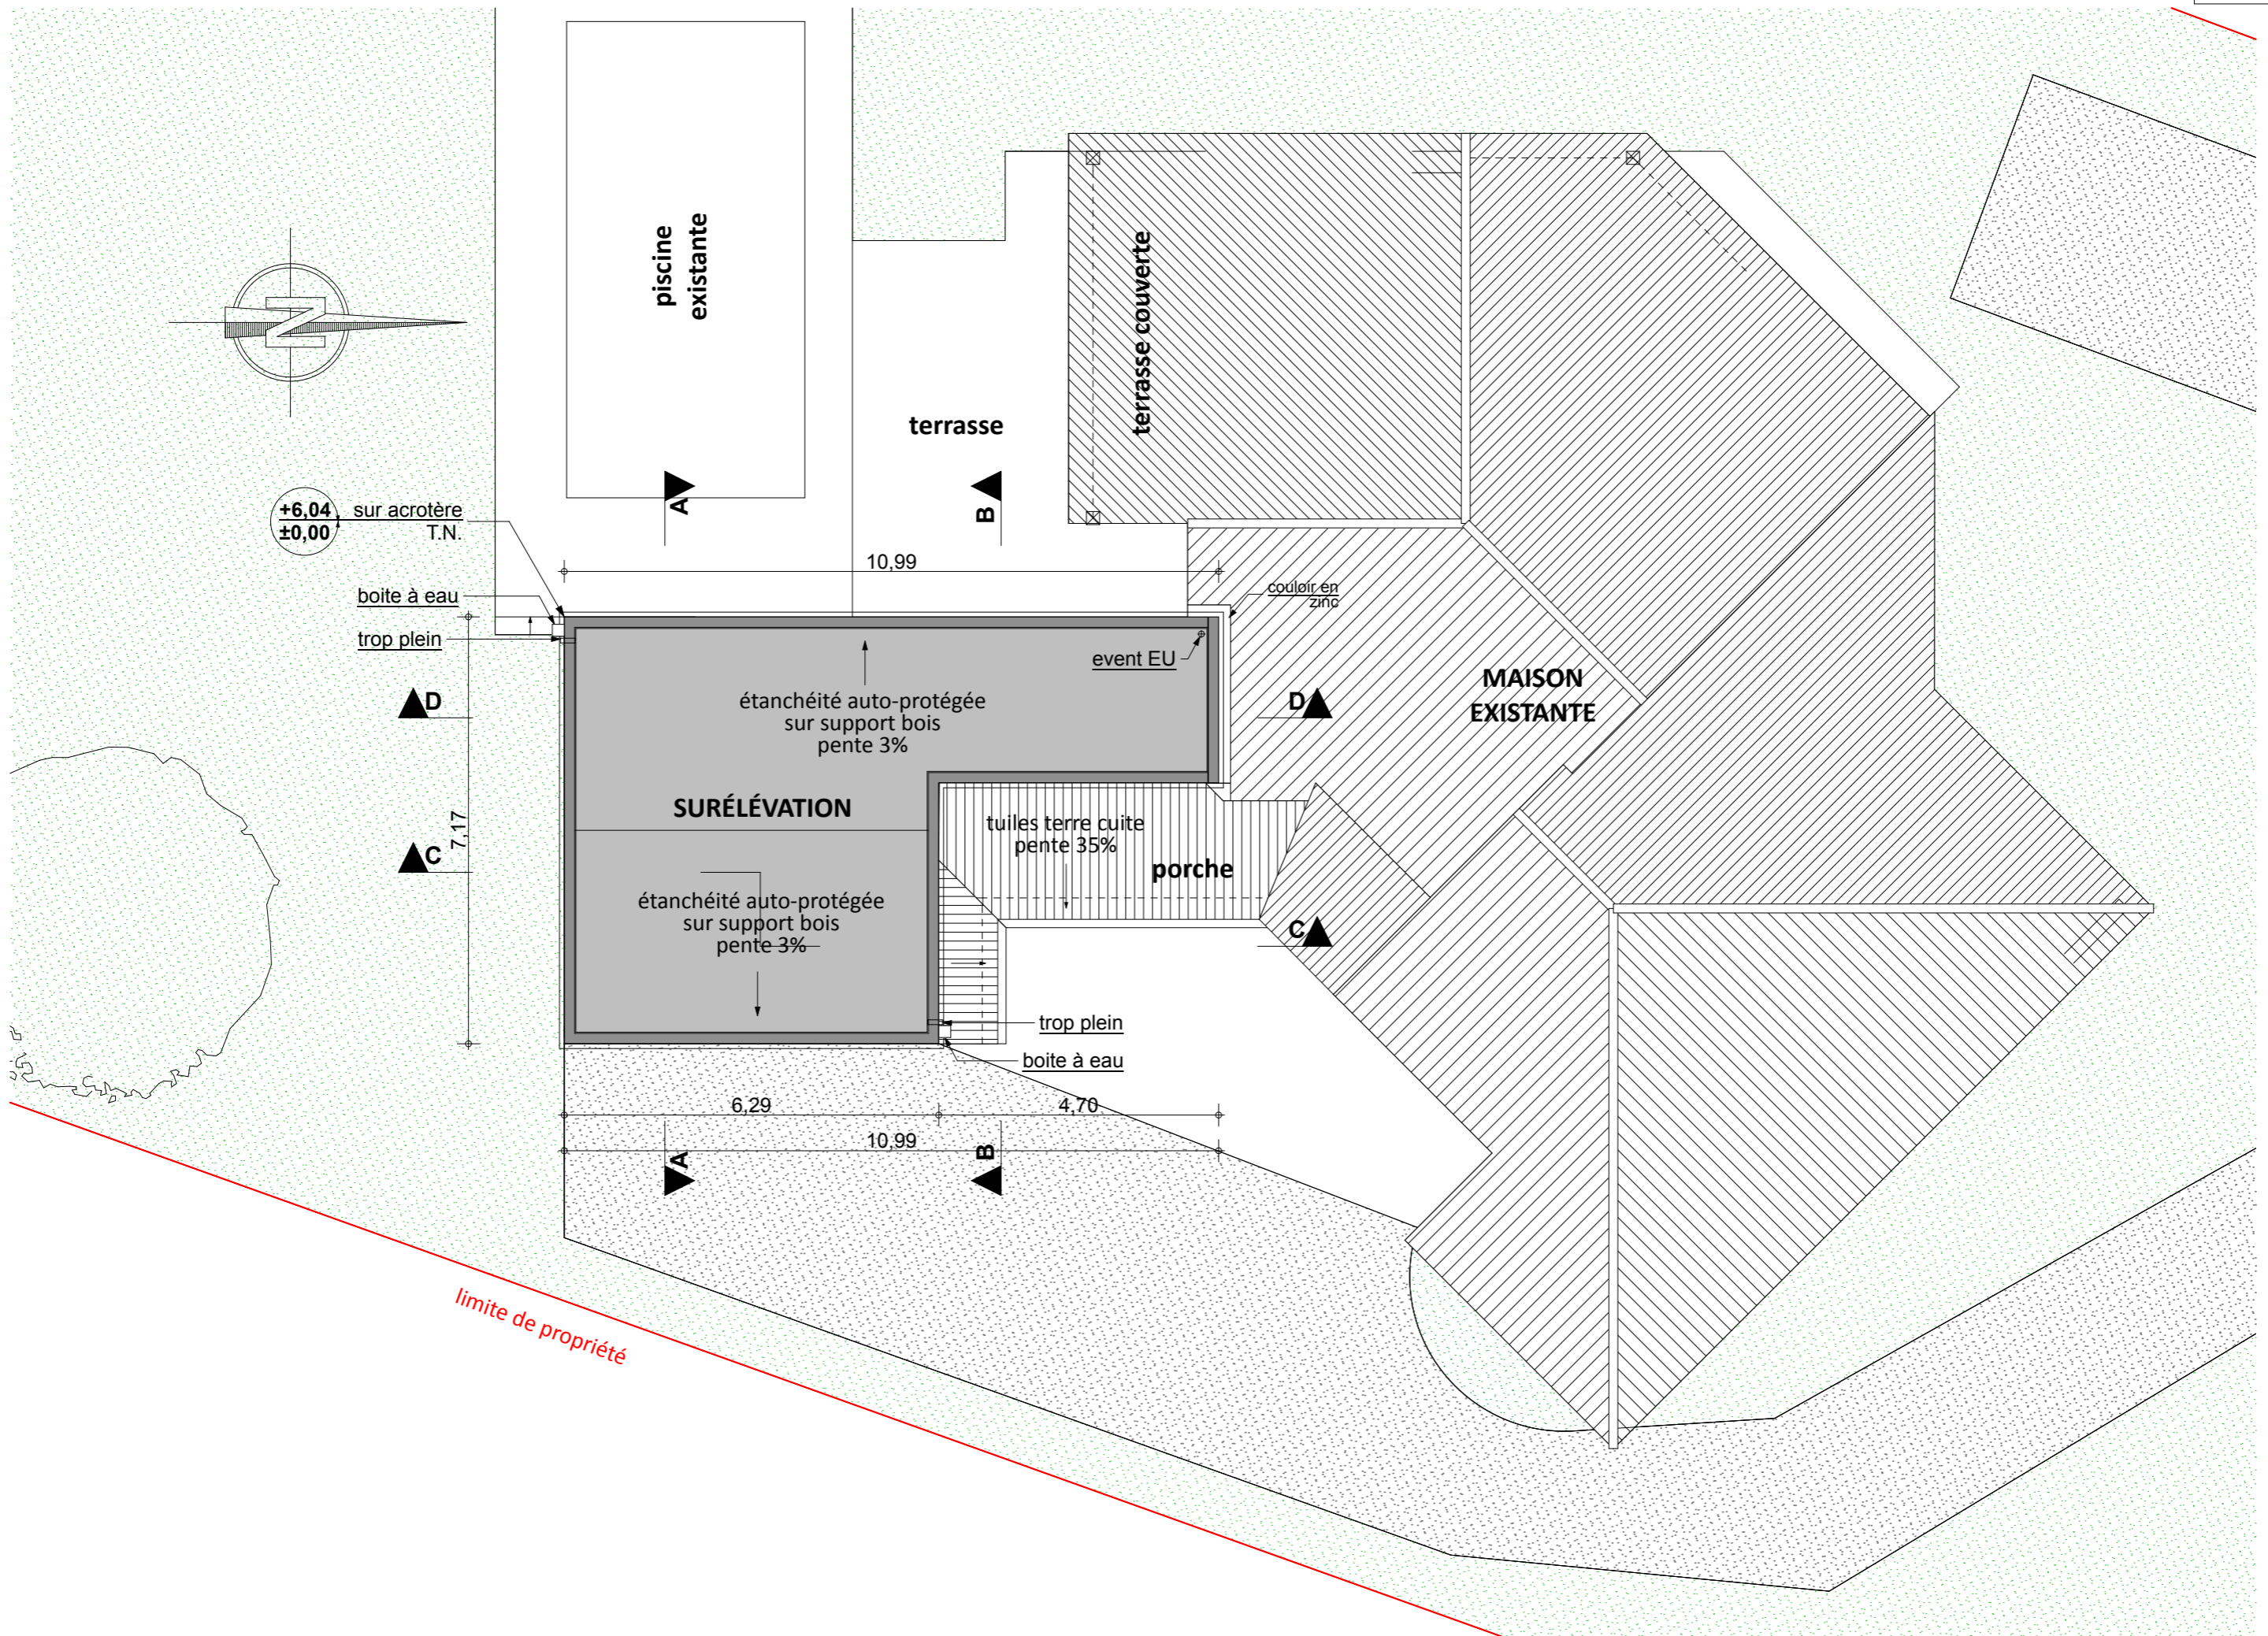 piscine
existante
terrasse couverte
N
terrasse
A
B
+6,04 sur acrotère
±0,00 T.N.
10,99
boite à eau
couloir en
zinc
trop plein
event EU
D
D
étanchéité auto-protégée
sur support bois
pente 3%
MAISON
EXISTANTE
7,17
SURÉLÉVATION
tuiles terre cuite
pente 35%
porche
C
C
étanchéité auto-protégée
sur support bois
pente 3%
trop plein
boite à eau
6,29
4,70
10,99
A
B
limite de propriété